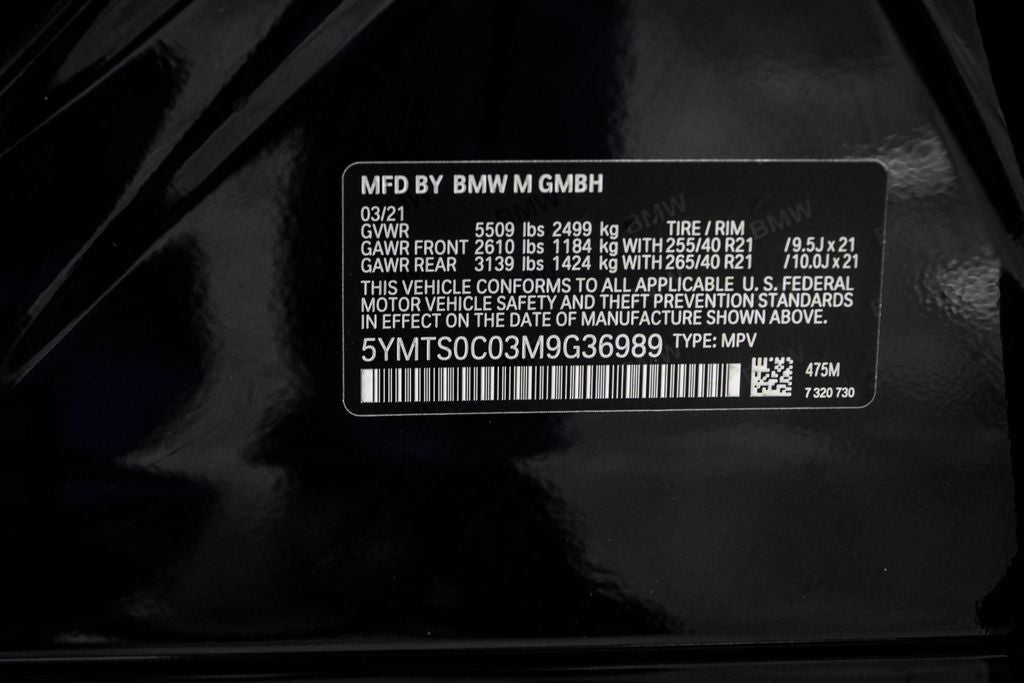 MFD BY BMW M GMBH
03/21
GVWR 5509 lbs 2499 kg TIRE / RIM
GAWR FRONT 2610 lbs 1184 kg WITH 255/40 R21 /9.5J x 21
GAWR REAR 3139 lbs 1424 kg WITH 265/40 R21 /10.0J x 21
THIS VEHICLE CONFORMS TO ALL APPLICABLE U. S. FEDERAL
MOTOR VEHICLE SAFETY AND THEFT PREVENTION STANDARDS
IN EFFECT ON THE DATE OF MANUFACTURE SHOWN ABOVE.
5YMTS0C03M9G36989 TYPE: MPV
475M
7 320 730
BMW
BMW